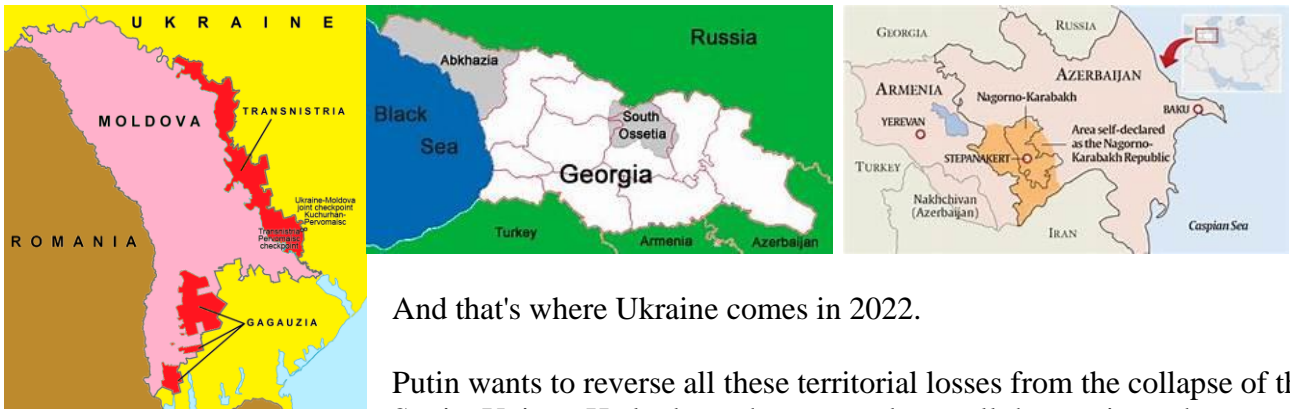 U K R A I N E
TRANSNISTRIA
MOLDOVA
Ukraine-Moldova
joint checkpoint
Kuchurhan-
Pervomaisc
Transnistria
Pervomaisc
checkpoint
ROMANIA
GAGAUZIA
Russia
Abkhazia
Black
Sea
South
Ossetia
Georgia
Turkey
Armenia
Azerbaijan
GEORGIA
RUSSIA
AZERBAIJAN
ARMENIA
Nagorno-Karabakh
BAKU
YEREVAN
Area self-declared
as the Nagorno-
Karabakh Republic
STEPANAKERT
TURKEY
Nakhchivan
(Azerbaijan)
IRAN
Caspian Sea
And that's where Ukraine comes in 2022.
Putin wants to reverse all these territorial losses from the collapse of